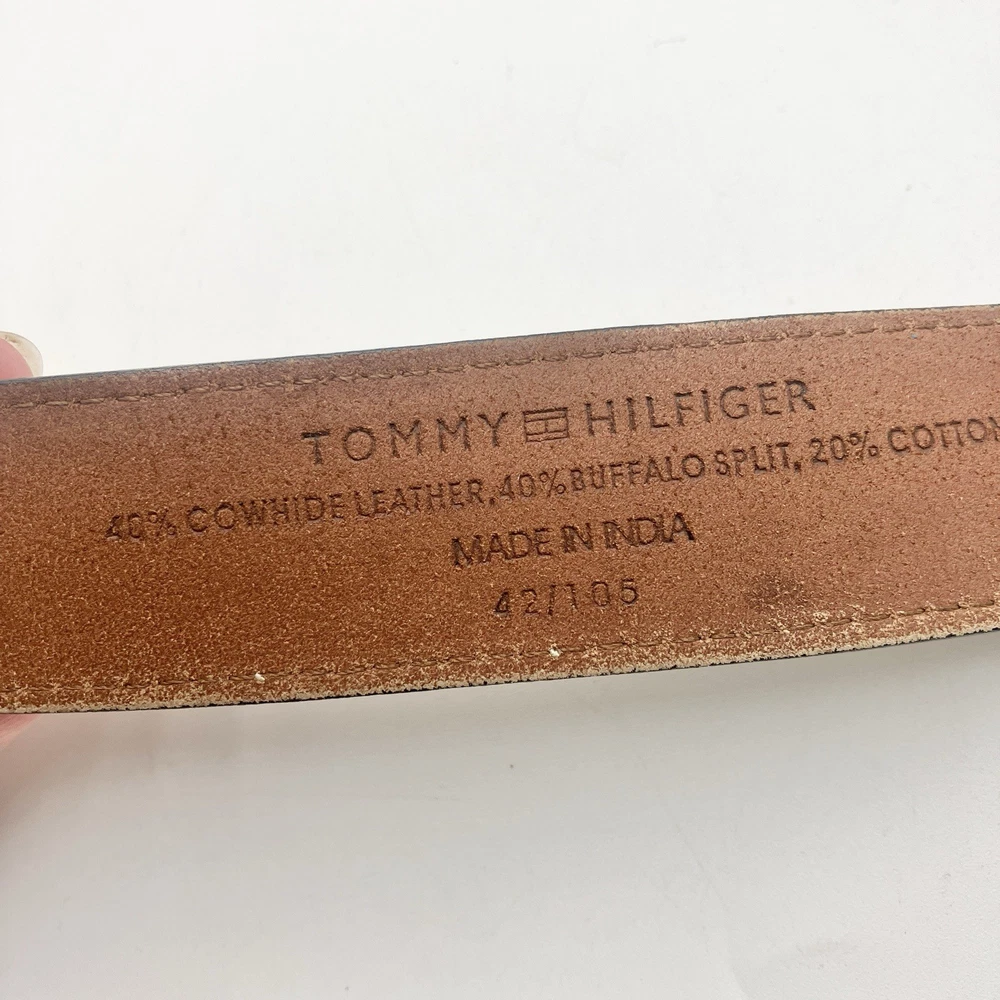 TOMMY HILFIGER
40% COWHIDE LEATHER, 40% BUFFALO SPLIT, 20% COTTON
MADE IN INDIA
42/105